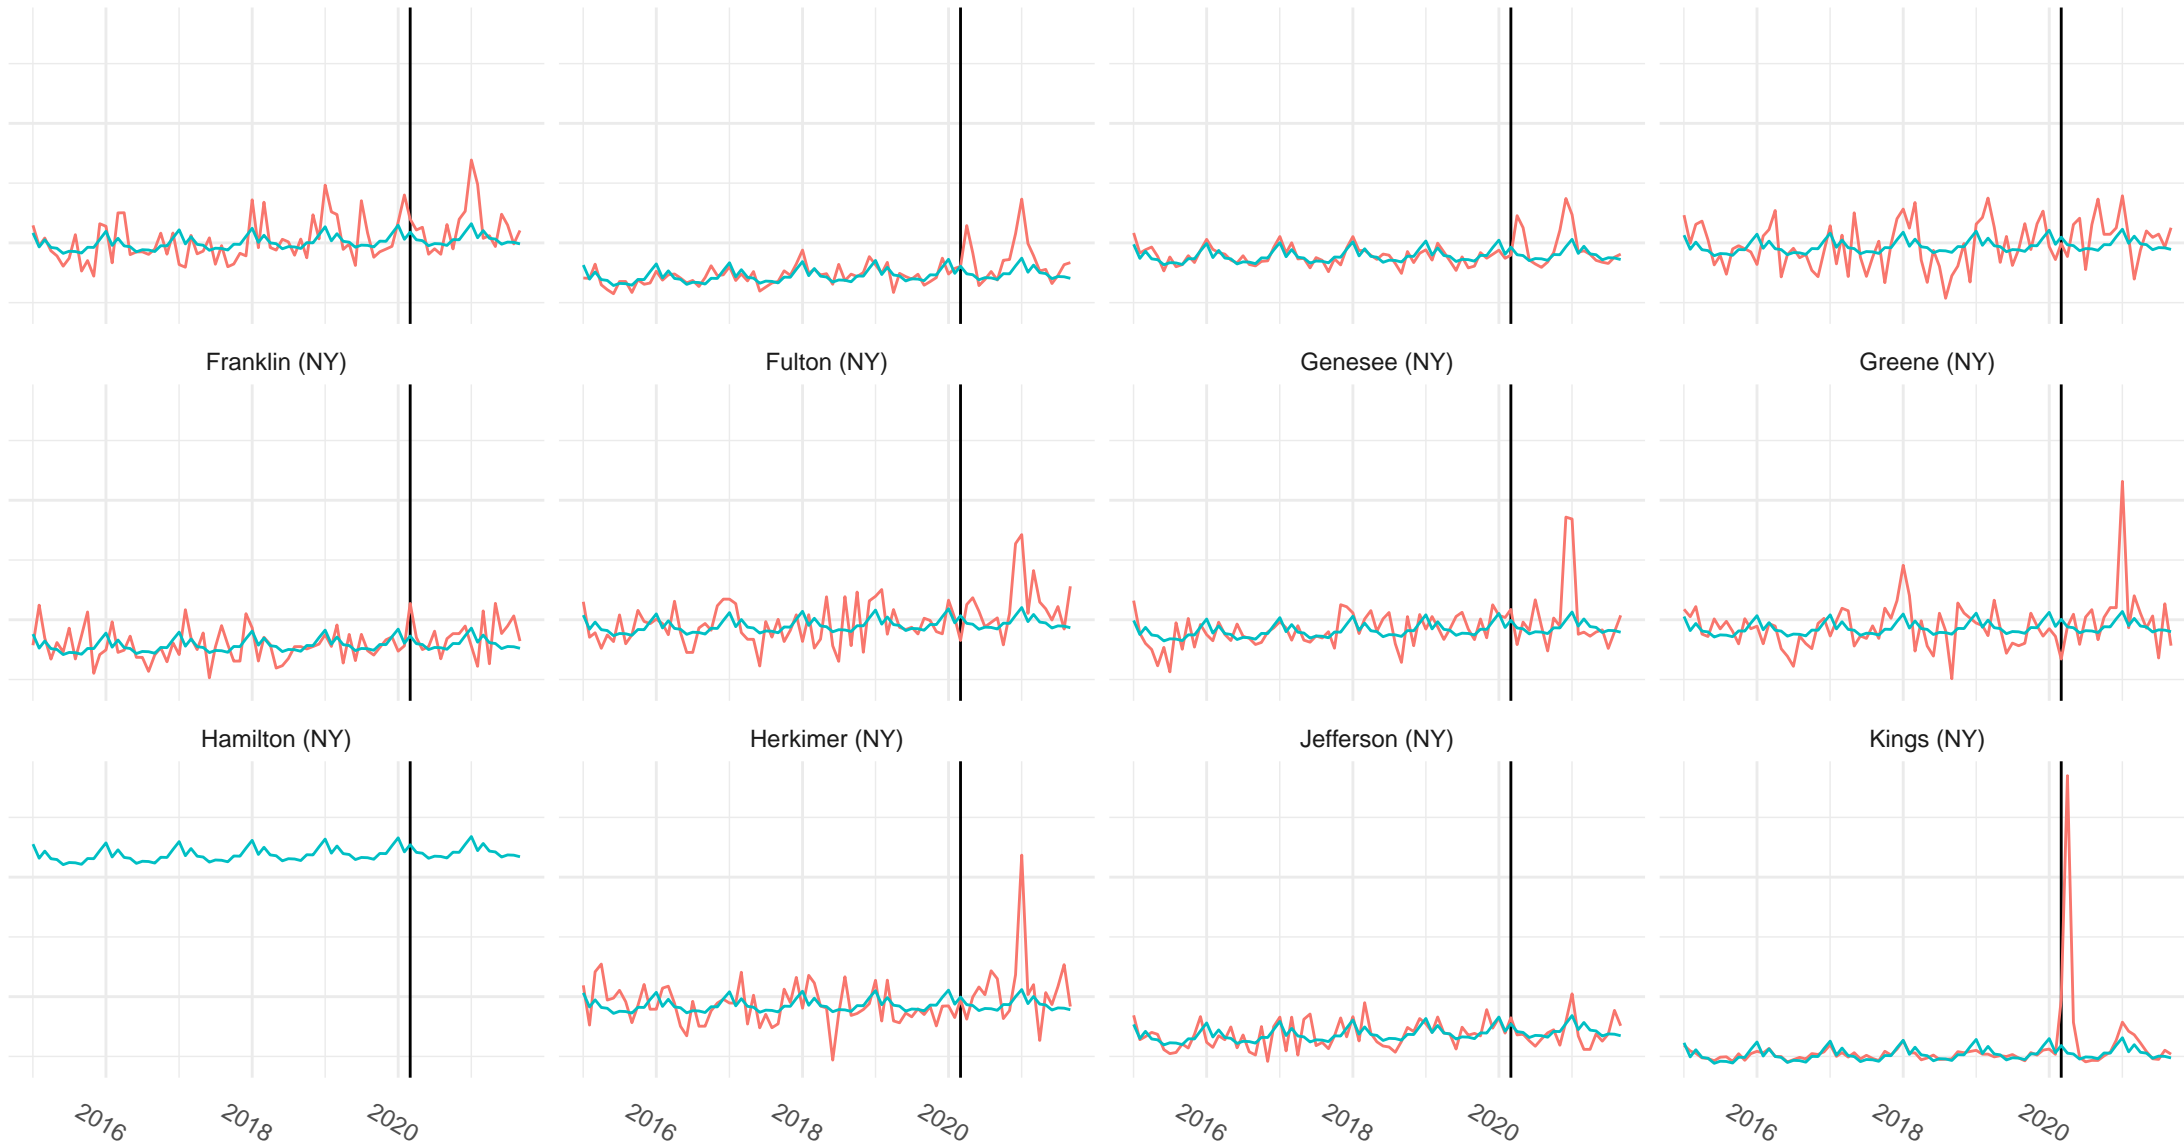 Franklin (NY) Fulton (NY) Genesee (NY) Greene (NY)
Hamilton (NY) Herkimer (NY) Jefferson (NY) Kings (NY)
2016 2018 2020 2016 2018 2020 2016 2018 2020 2016 2018 2020